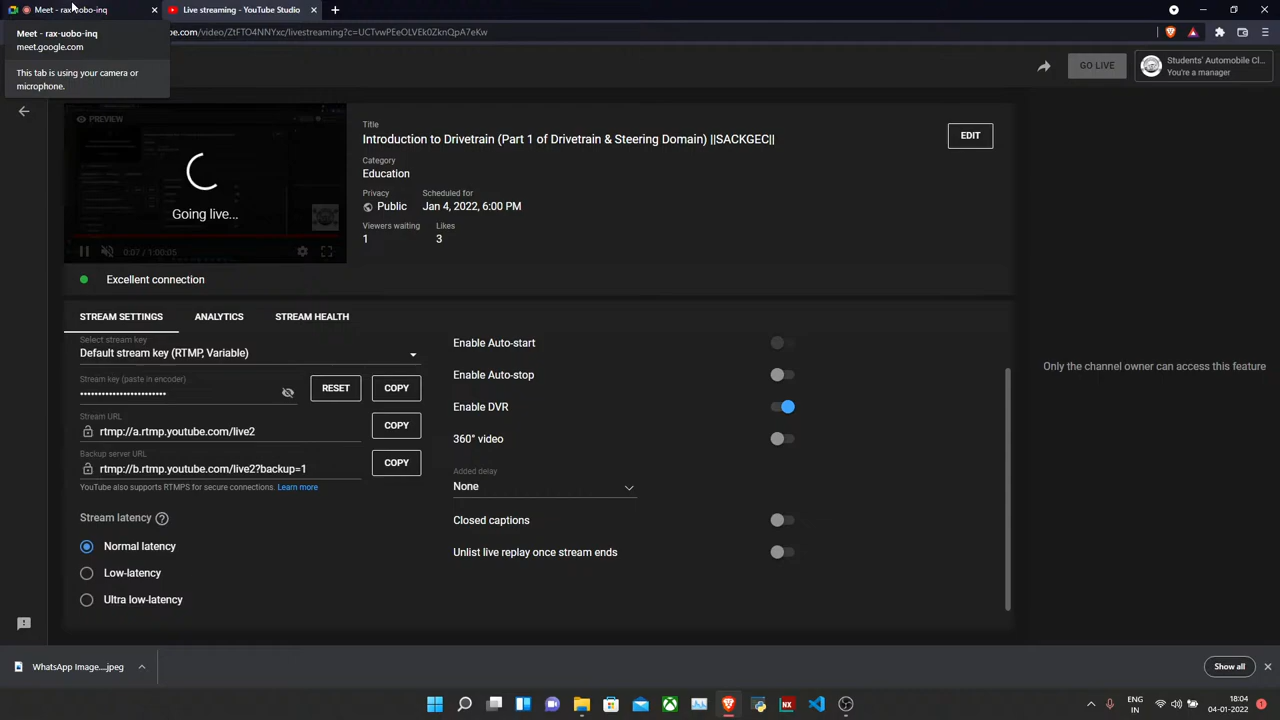 Meet - rax-uobo-inq
Live streaming - YouTube Studio
Meet - rax-uobo-inq
meet.google.com
be.com/video/ZtFTO4NNYxc/livestreaming?c=UCTvwPEeOLVEk0ZknQpA7eKw
This tab is using your camera or
microphone.
GO LIVE
Students' Automobile Cl...
You're a manager
PREVIEW
Going live...
0:07 / 1:00:05
Title
Introduction to Drivetrain (Part 1 of Drivetrain & Steering Domain) ||SACKGEC||
EDIT
Category
Education
Privacy
Public
Scheduled for
Jan 4, 2022, 6:00 PM
Viewers waiting
1
Likes
3
Excellent connection
STREAM SETTINGS
ANALYTICS
STREAM HEALTH
Select stream key
Default stream key (RTMP, Variable)
Stream key (paste in encoder)
RESET
COPY
Stream URL
rtmp://a.rtmp.youtube.com/live2
COPY
Backup server URL
rtmp://b.rtmp.youtube.com/live2?backup=1
COPY
YouTube also supports RTMPS for secure connections. Learn more
Stream latency
Normal latency
Low-latency
Ultra low-latency
Enable Auto-start
Enable Auto-stop
Enable DVR
360° video
Added delay
None
Closed captions
Unlist live replay once stream ends
Only the channel owner can access this feature
WhatsApp Image....jpeg
Show all
ENG
IN
18:04
04-01-2022
1